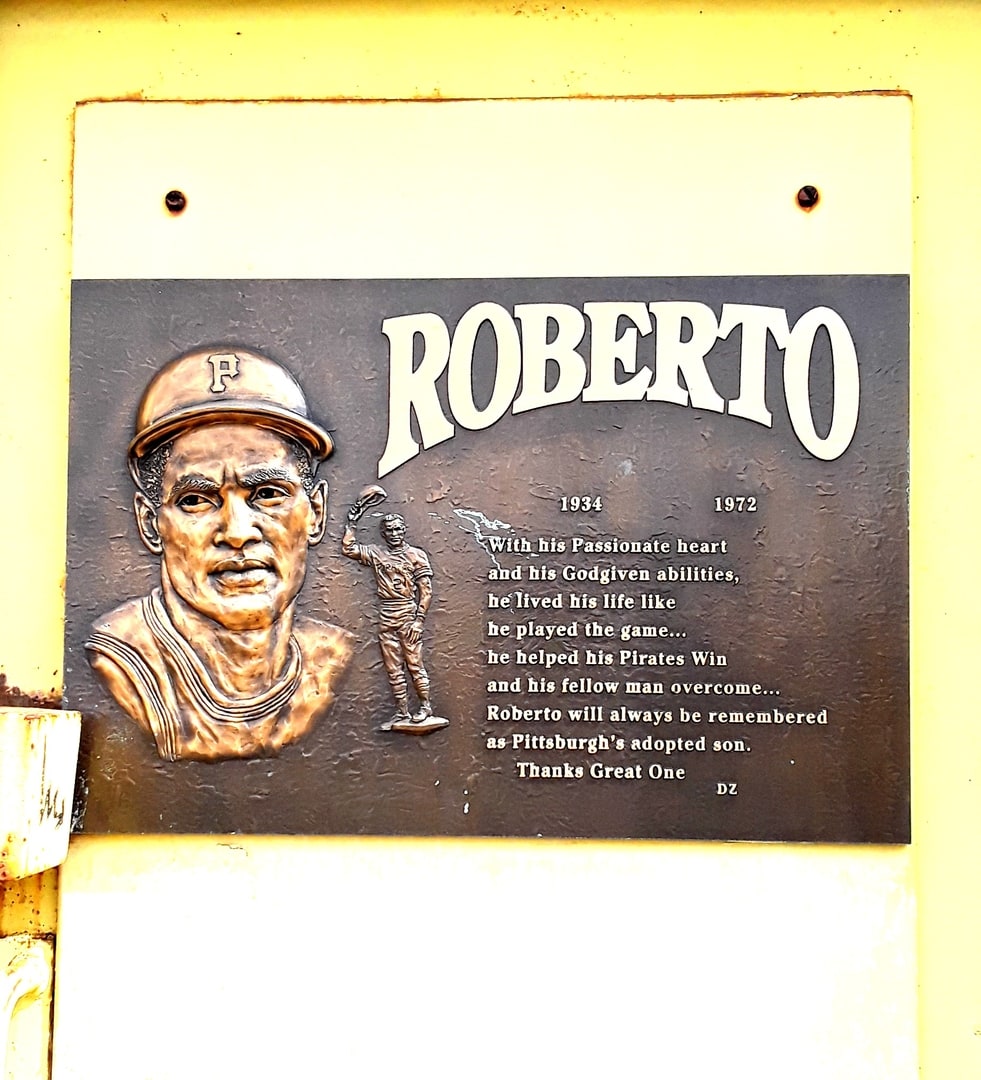 P
ROBERTO
1934 1972
With his Passionate heart
and his Godgiven abilities,
he lived his life like
he played the game...
he helped his Pirates Win
and his fellow man overcome...
Roberto will always be remembered
as Pittsburgh's adopted son.
Thanks Great One
DZ